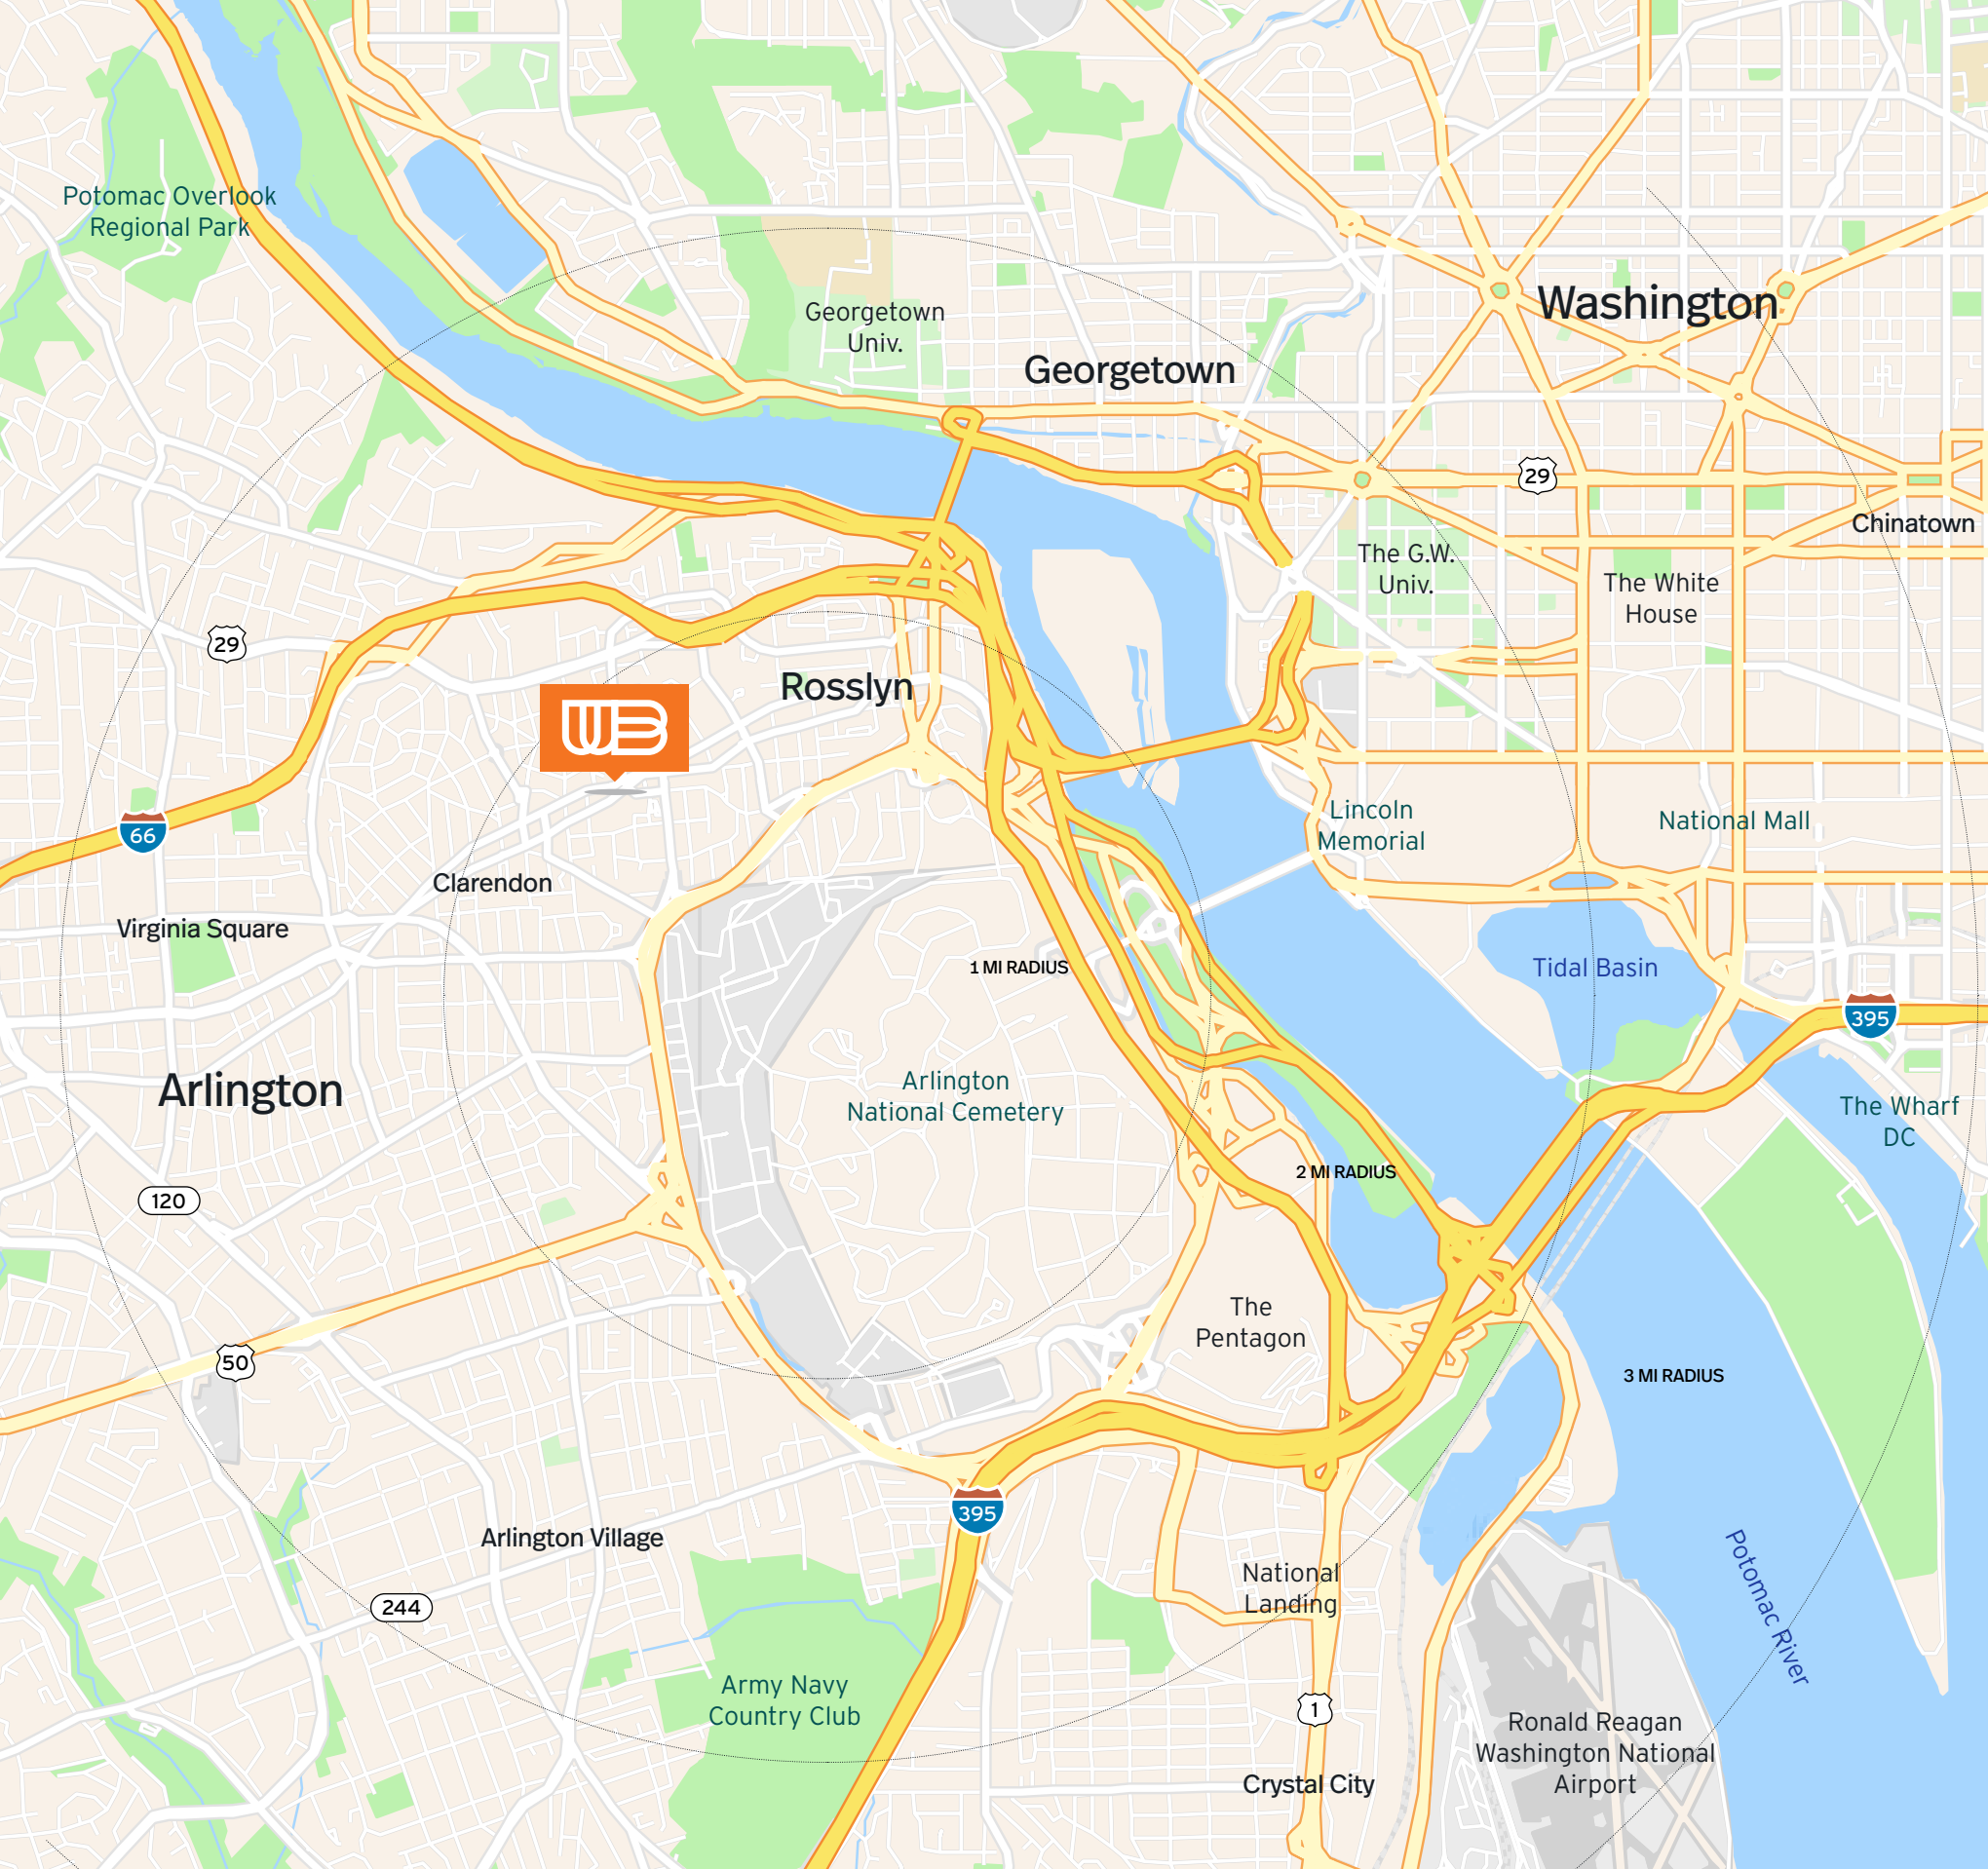 Potomac Overlook
Regional Park
Georgetown
Univ.
Washington
Georgetown
29
Chinatown
The G.W.
Univ.
The White
House
29
Rosslyn
WB
66
Lincoln
Memorial
National Mall
Clarendon
Virginia Square
1 MI RADIUS
Tidal Basin
395
Arlington
Arlington
National Cemetery
The Wharf
DC
2 MI RADIUS
120
The
Pentagon
50
3 MI RADIUS
395
Arlington Village
National
Landing
Potomac River
244
Army Navy
Country Club
1
Ronald Reagan
Washington National
Airport
Crystal City